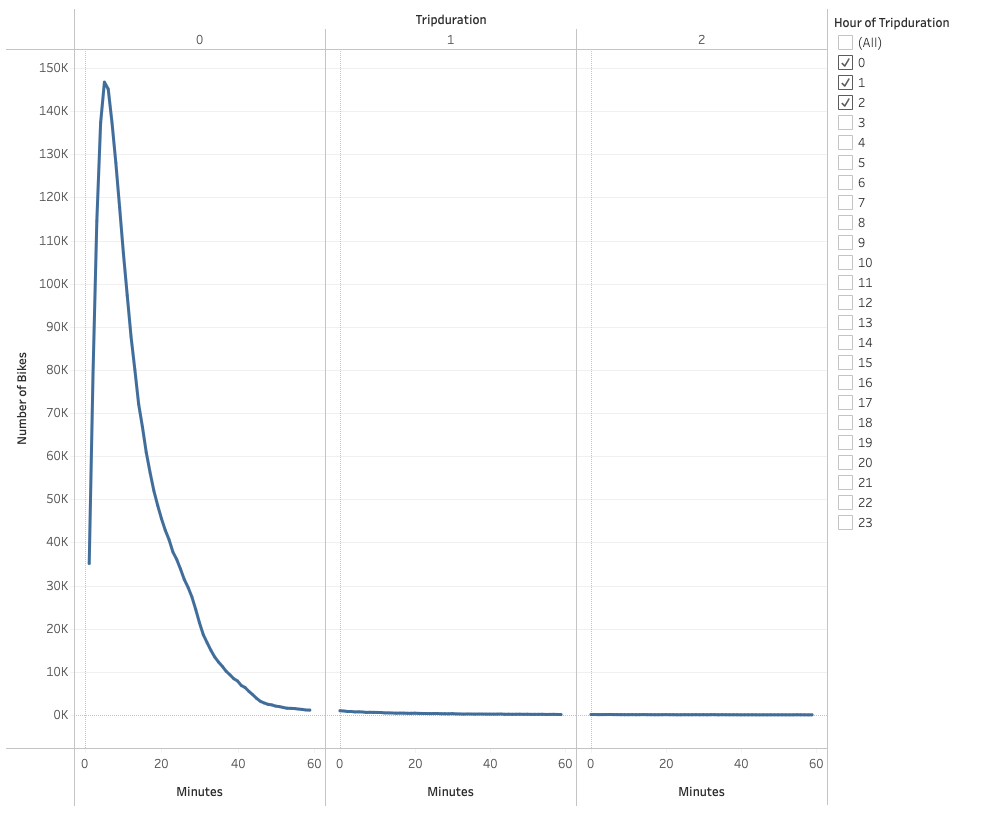 Tripduration
0 1 2
150K
140K
130K
120K
110K
100K
90K
80K
70K
60K
50K
40K
30K
20K
10K
0K
Number of Bikes
0 20 40 60 0 20 40 60 0 20 40 60
Minutes Minutes Minutes
Hour of Tripduration
(All)
0
1
2
3
4
5
6
7
8
9
10
11
12
13
14
15
16
17
18
19
20
21
22
23